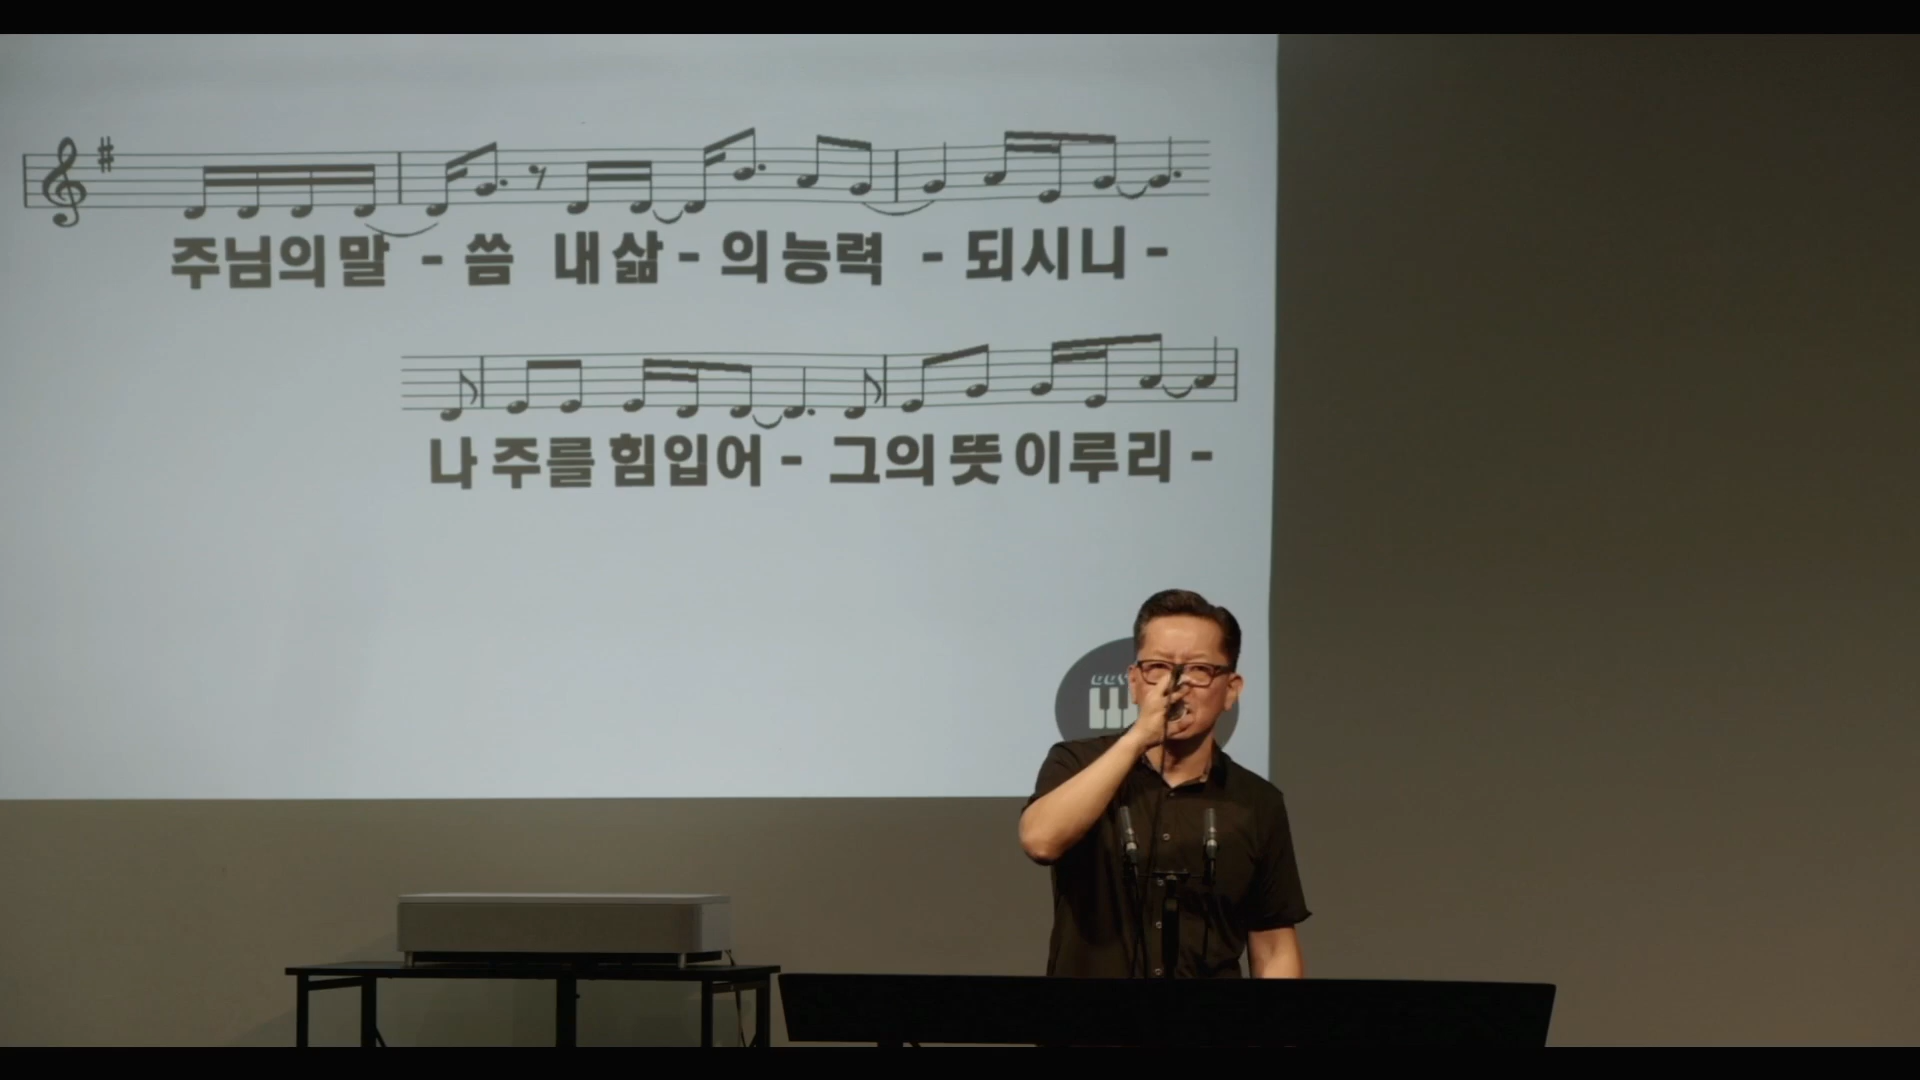 주님의말 - 씀 내삶 - 의능력 - 되시니 -
나 주를 힘입어 - 그의 뜻 이루리 -